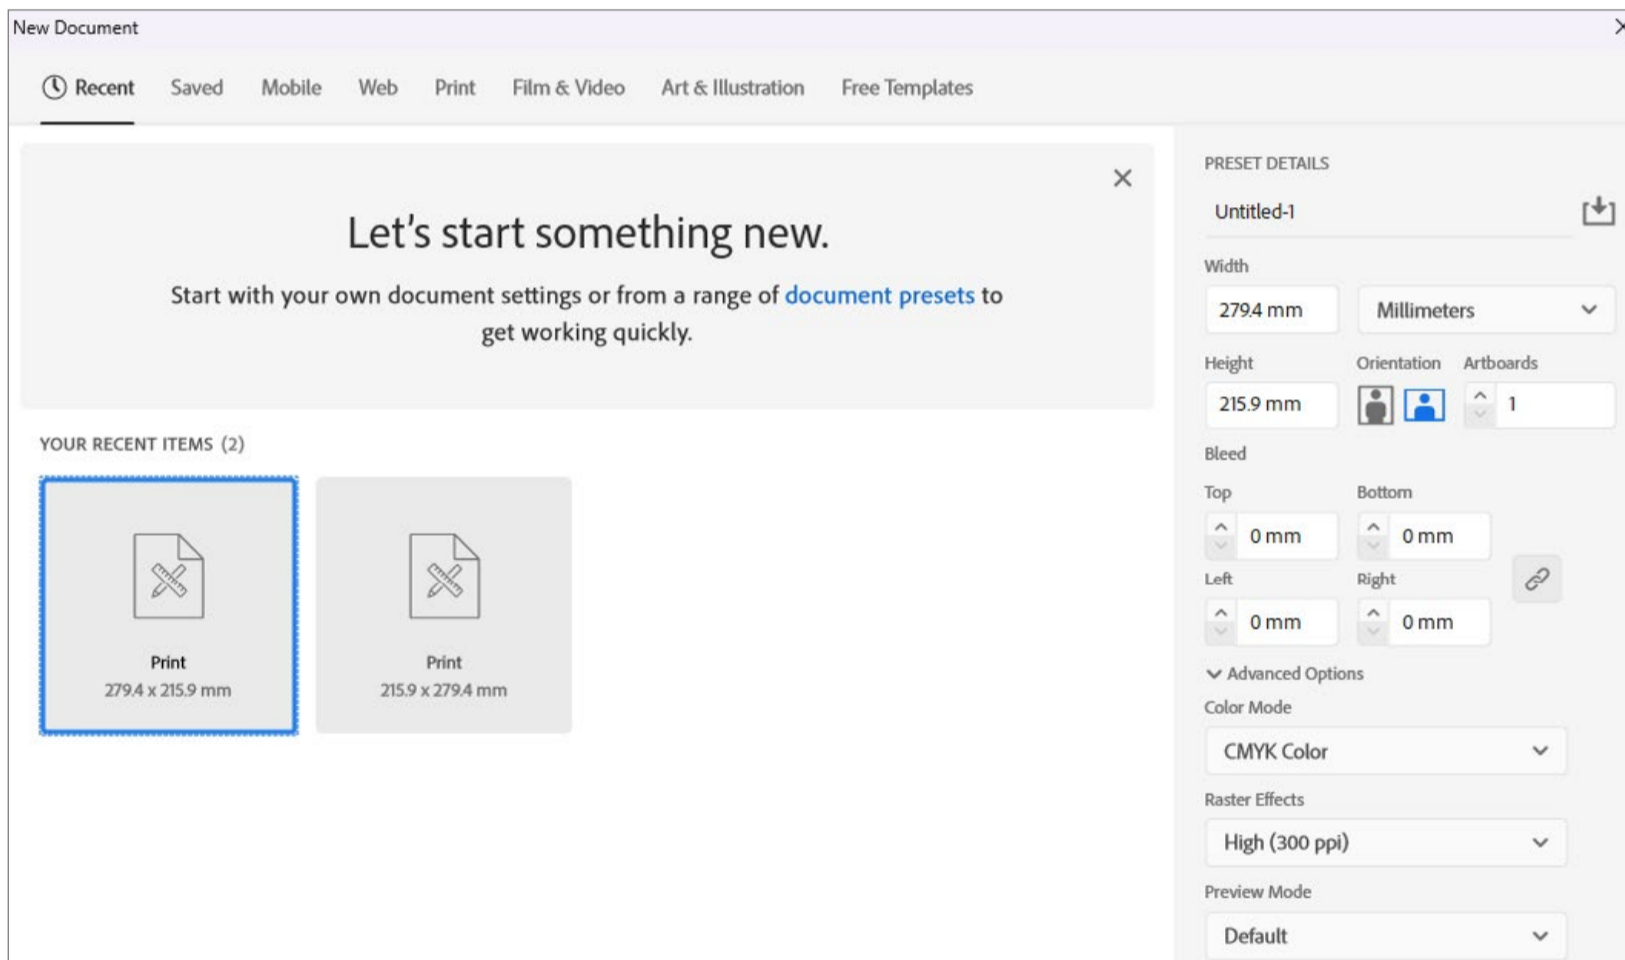 New Document
Recent Saved Mobile Web Print Film & Video Art & Illustration Free Templates
Let's start something new.
Start with your own document settings or from a range of document presets to
get working quickly.
YOUR RECENT ITEMS (2)
Print
279.4 x 215.9 mm
Print
215.9 x 279.4 mm
PRESET DETAILS
Untitled-1
Width
279.4 mm Millimeters
Height Orientation Artboards
215.9 mm 1
Bleed
Top Bottom
0 mm 0 mm
Left Right
0 mm 0 mm
Advanced Options
Color Mode
CMYK Color
Raster Effects
High (300 ppi)
Preview Mode
Default